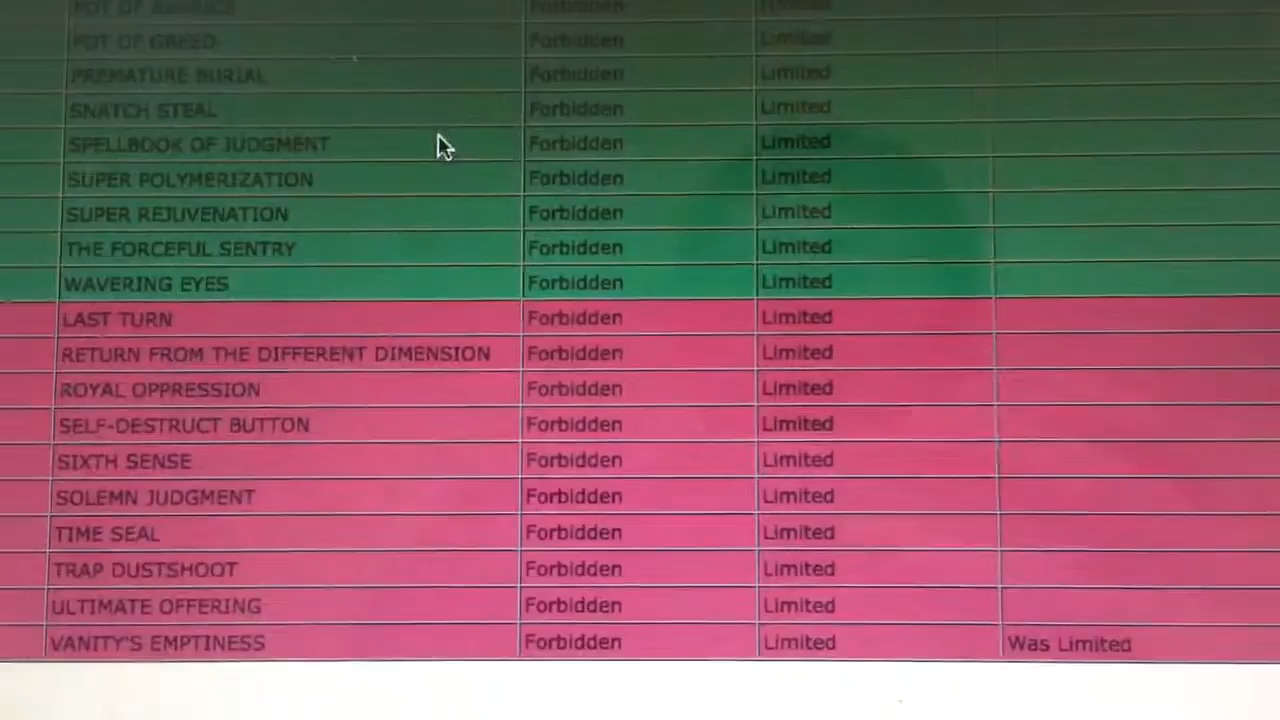 POT OF Forbidden Limited
POT OF GREED Forbidden Limited
PREMATURE BURIAL Forbidden Limited
SNATCH STEAL Forbidden Limited
SPELLBOOK OF JUDGMENT Forbidden Limited
SUPER POLYMERIZATION Forbidden Limited
SUPER REJUVENATION Forbidden Limited
THE FORCEFUL SENTRY Forbidden Limited
WAVERING EYES Forbidden Limited
LAST TURN Forbidden Limited
RETURN FROM THE DIFFERENT DIMENSION Forbidden Limited
ROYAL OPPRESSION Forbidden Limited
SELF-DESTRUCT BUTTON Forbidden Limited
SIXTH SENSE Forbidden Limited
SOLEMN JUDGMENT Forbidden Limited
TIME SEAL Forbidden Limited
TRAP DUSTSHOOT Forbidden Limited
ULTIMATE OFFERING Forbidden Limited
VANITY'S EMPTINESS Forbidden Limited Was Limited